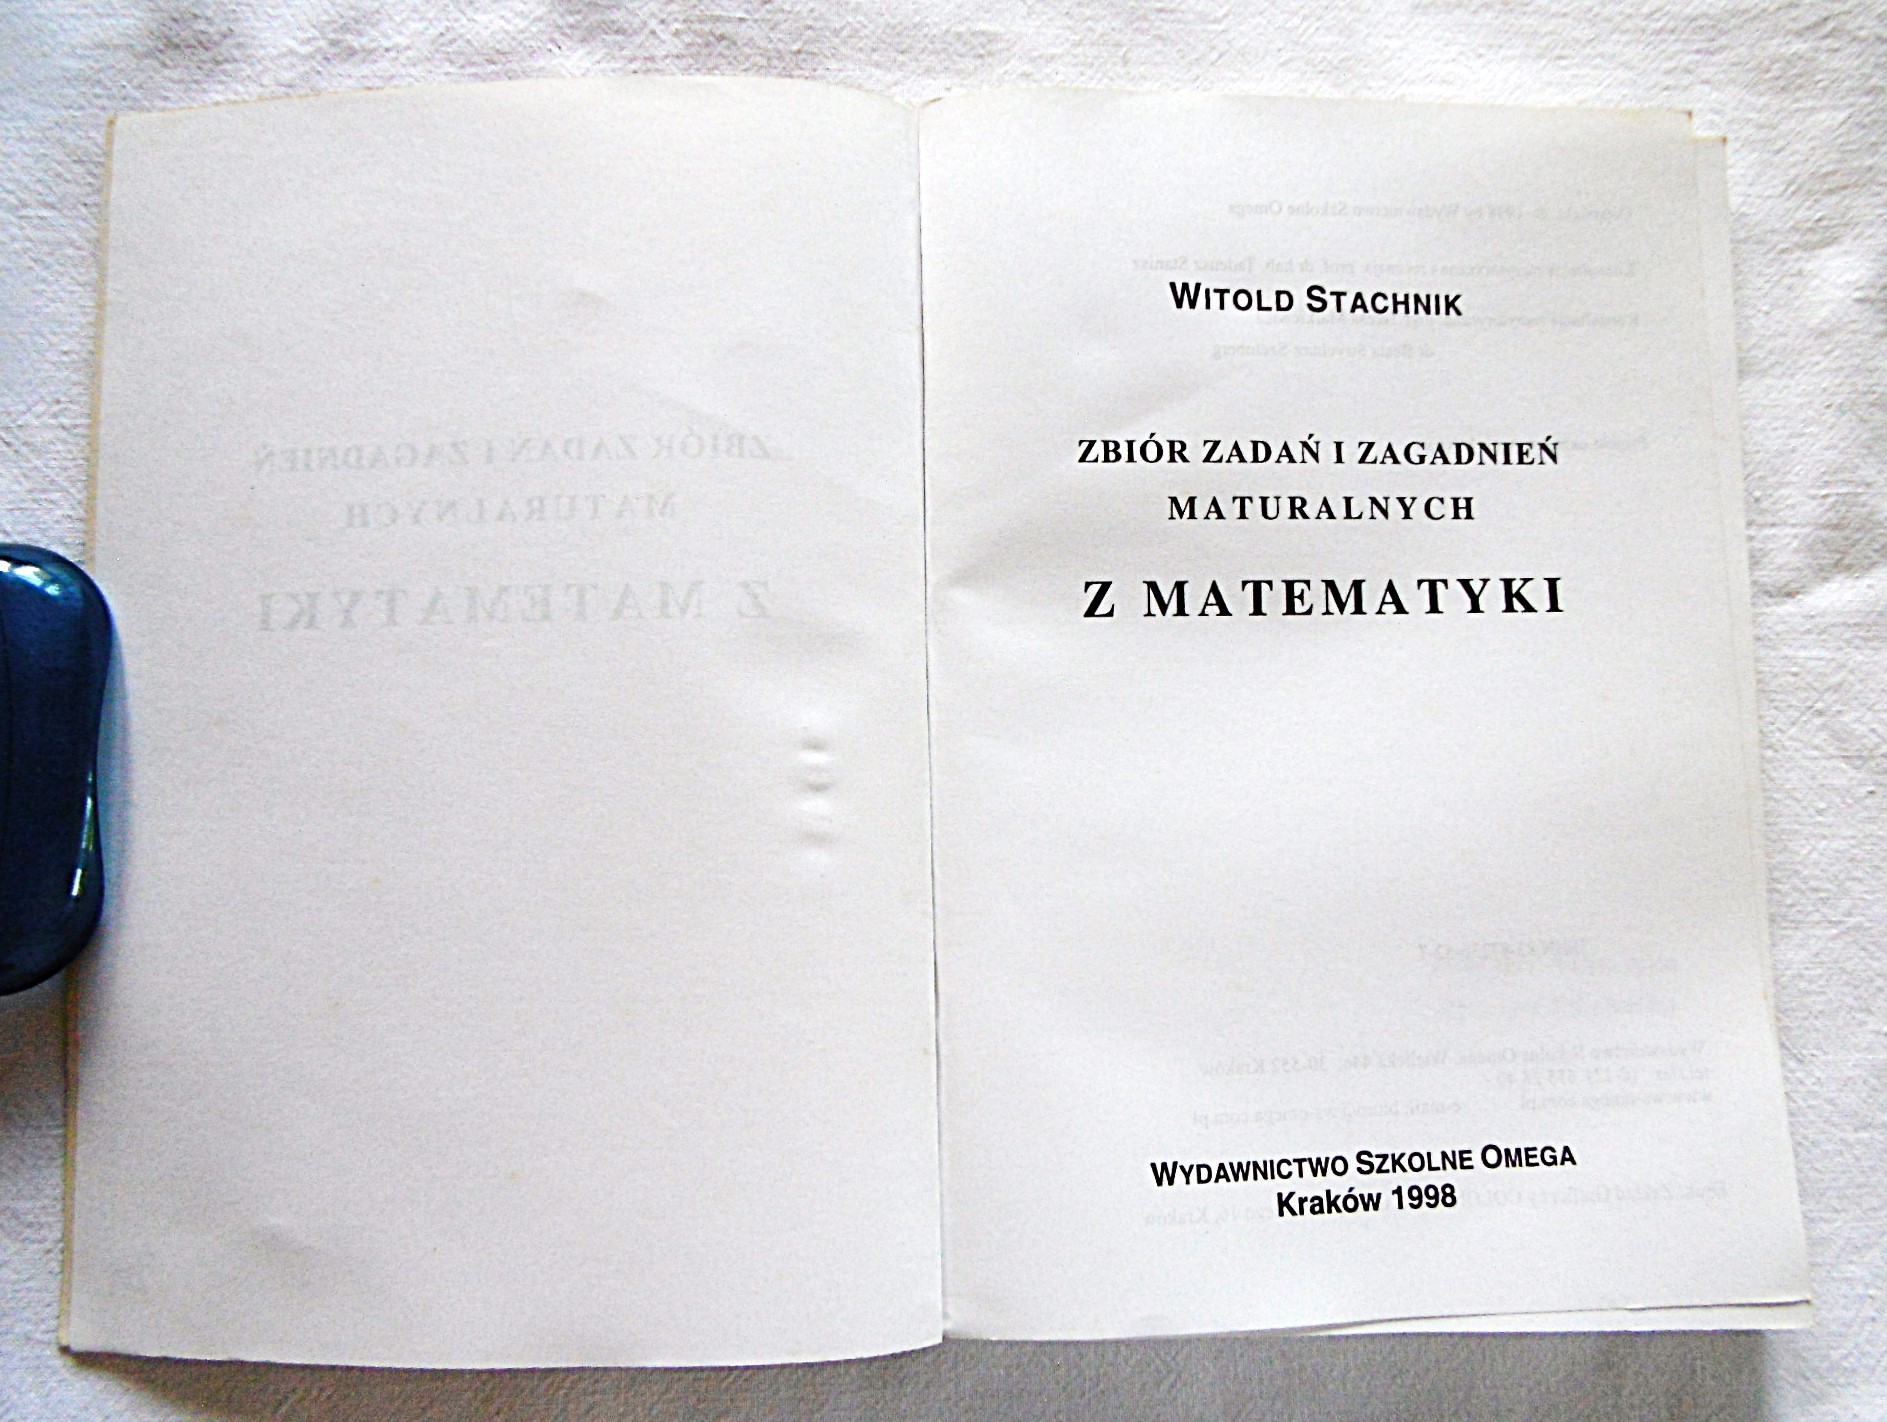 WITOLD STACHNIK
ZBIÓR ZADAŃ I ZAGADNIEŃ
MATURALNYCH
Z MATEMATYKI
WYDAWNICTWO SZKOLNE OMEGA
Kraków 1998